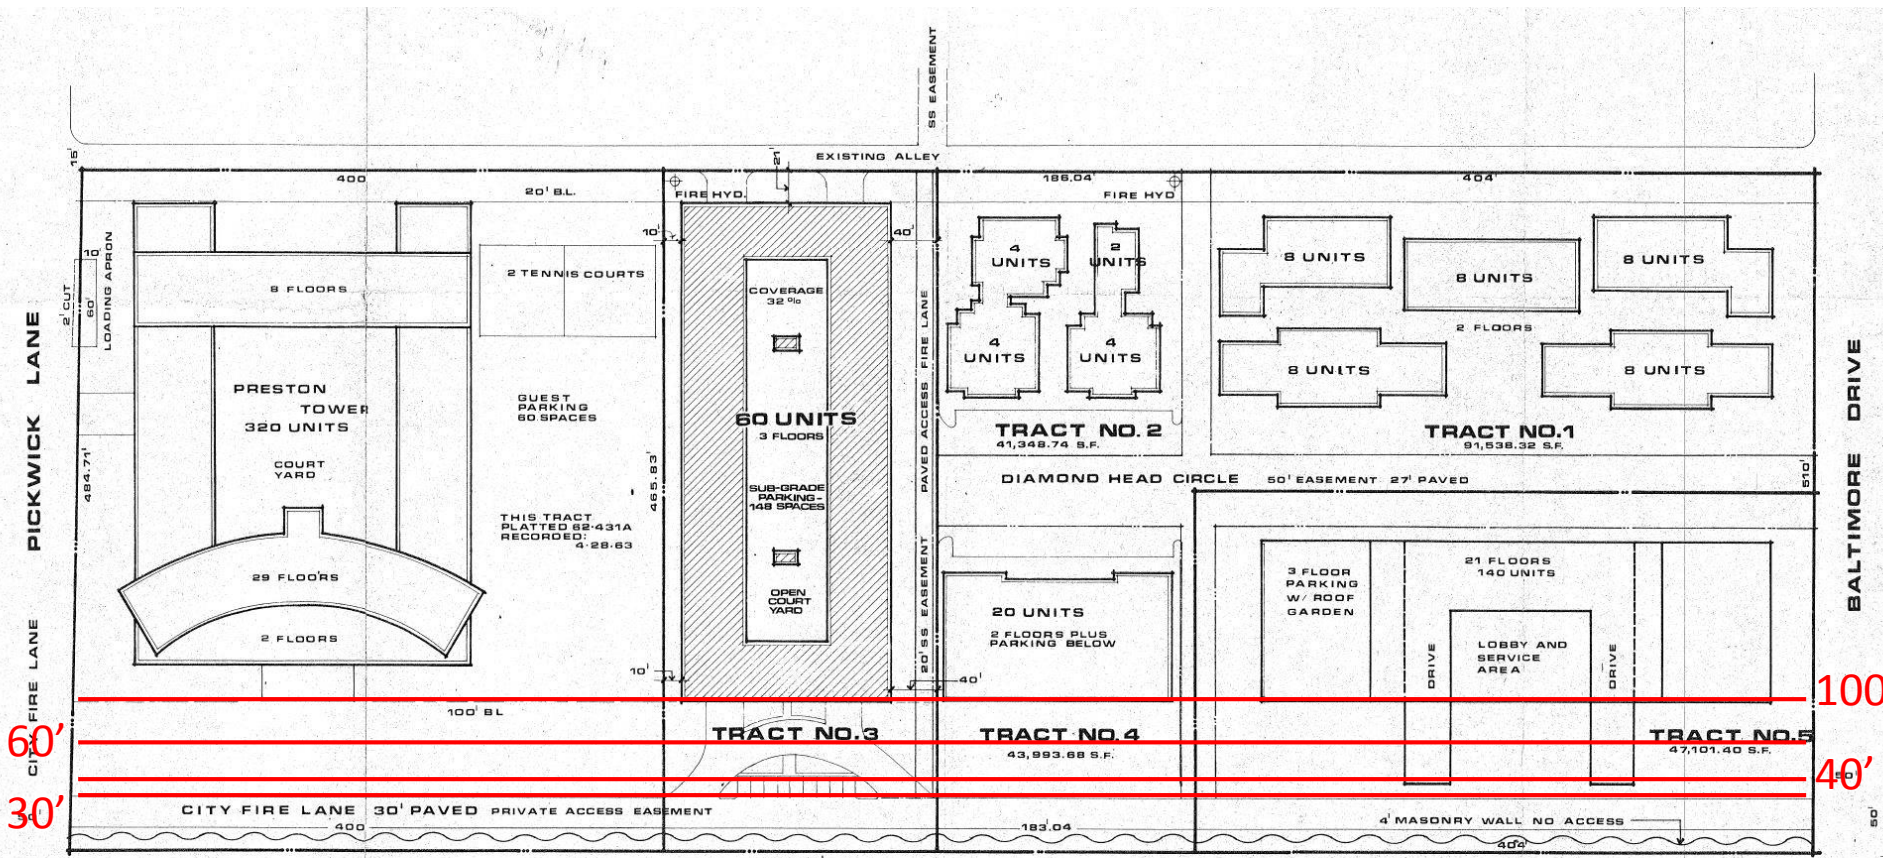 SS EASEMENT
15'
EXISTING ALLEY
21'
400
20' B.L.
FIRE HYD.
186.04'
FIRE HYD
404'
10'
40'
10'
LOADING APRON
2' CUT
60'
8 FLOORS
2 TENNIS COURTS
COVERAGE
32 %
4
UNITS
2
UNITS
8 UNITS
8 UNITS
8 UNITS
2 FLOORS
4
UNITS
4
UNITS
8 UNITS
8 UNITS
PICKWICK LANE
PRESTON
TOWER
320 UNITS
COURT
YARD
GUEST
PARKING
60 SPACES
60 UNITS
3 FLOORS
PAVED ACCESS FIRE LANE
TRACT NO. 2
41,348.74 S.F.
TRACT NO.1
91,538.32 S.F.
BALTIMORE DRIVE
484.71'
465.83'
SUB-GRADE
PARKING-
148 SPACES
DIAMOND HEAD CIRCLE 50' EASEMENT 27' PAVED
510'
THIS TRACT
PLATTED 62-431A
RECORDED:
4-28-63
29 FLOORS
2 FLOORS
OPEN
COURT
YARD
20' SS EASEMENT
20 UNITS
2 FLOORS PLUS
PARKING BELOW
3 FLOOR
PARKING
W/ ROOF
GARDEN
21 FLOORS
140 UNITS
DRIVE
LOBBY AND
SERVICE
AREA
DRIVE
10'
40'
CITY FIRE LANE
100' BL
100
60'
TRACT NO.3
TRACT NO.4
43,993.68 S.F.
TRACT NO.5
47,101.40 S.F.
40'
50'
30'
50'
CITY FIRE LANE 30' PAVED PRIVATE ACCESS EASEMENT
50'
400
183.04'
4' MASONRY WALL NO ACCESS
404'